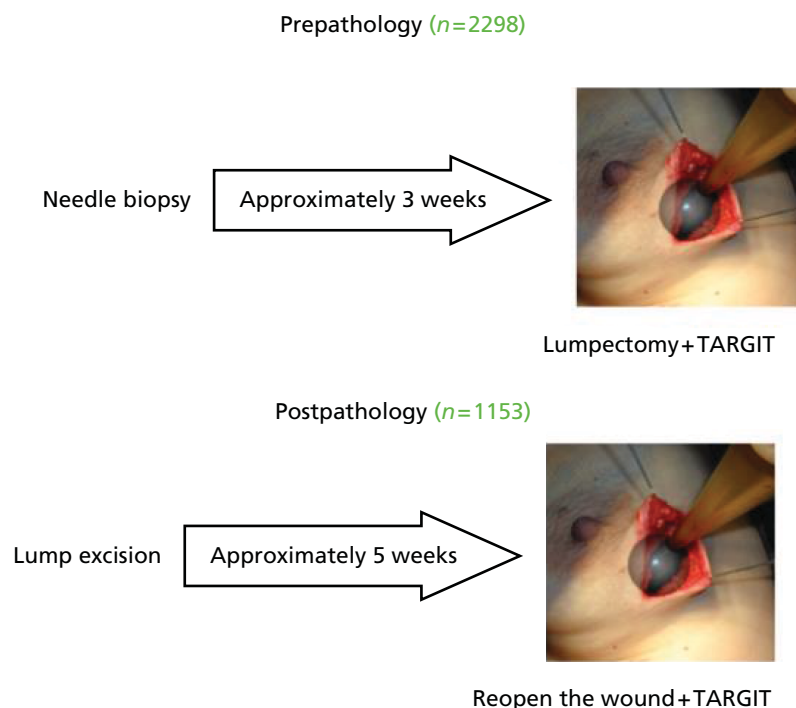 Prepathology (n=2298)
Needle biopsy
Approximately 3 weeks
Lumpectomy+TARGIT
Postpathology (n=1153)
Lump excision
Approximately 5 weeks
Reopen the wound+TARGIT